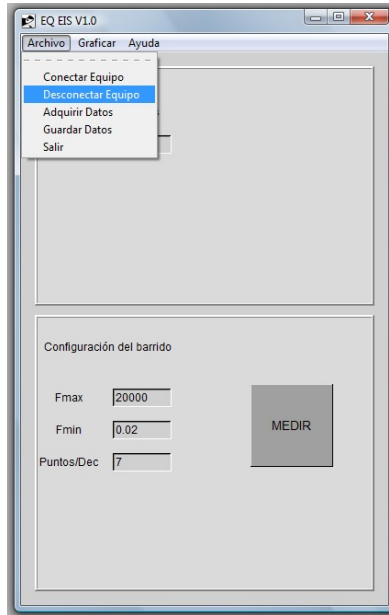 EQ EIS V1.0
Archivo Graficar Ayuda
Conectar Equipo
Desconectar Equipo
Adquirir Datos
Guardar Datos
Salir
Configuración del barrido
Fmax 20000
Fmin 0.02
MEDIR
Puntos/Dec 7